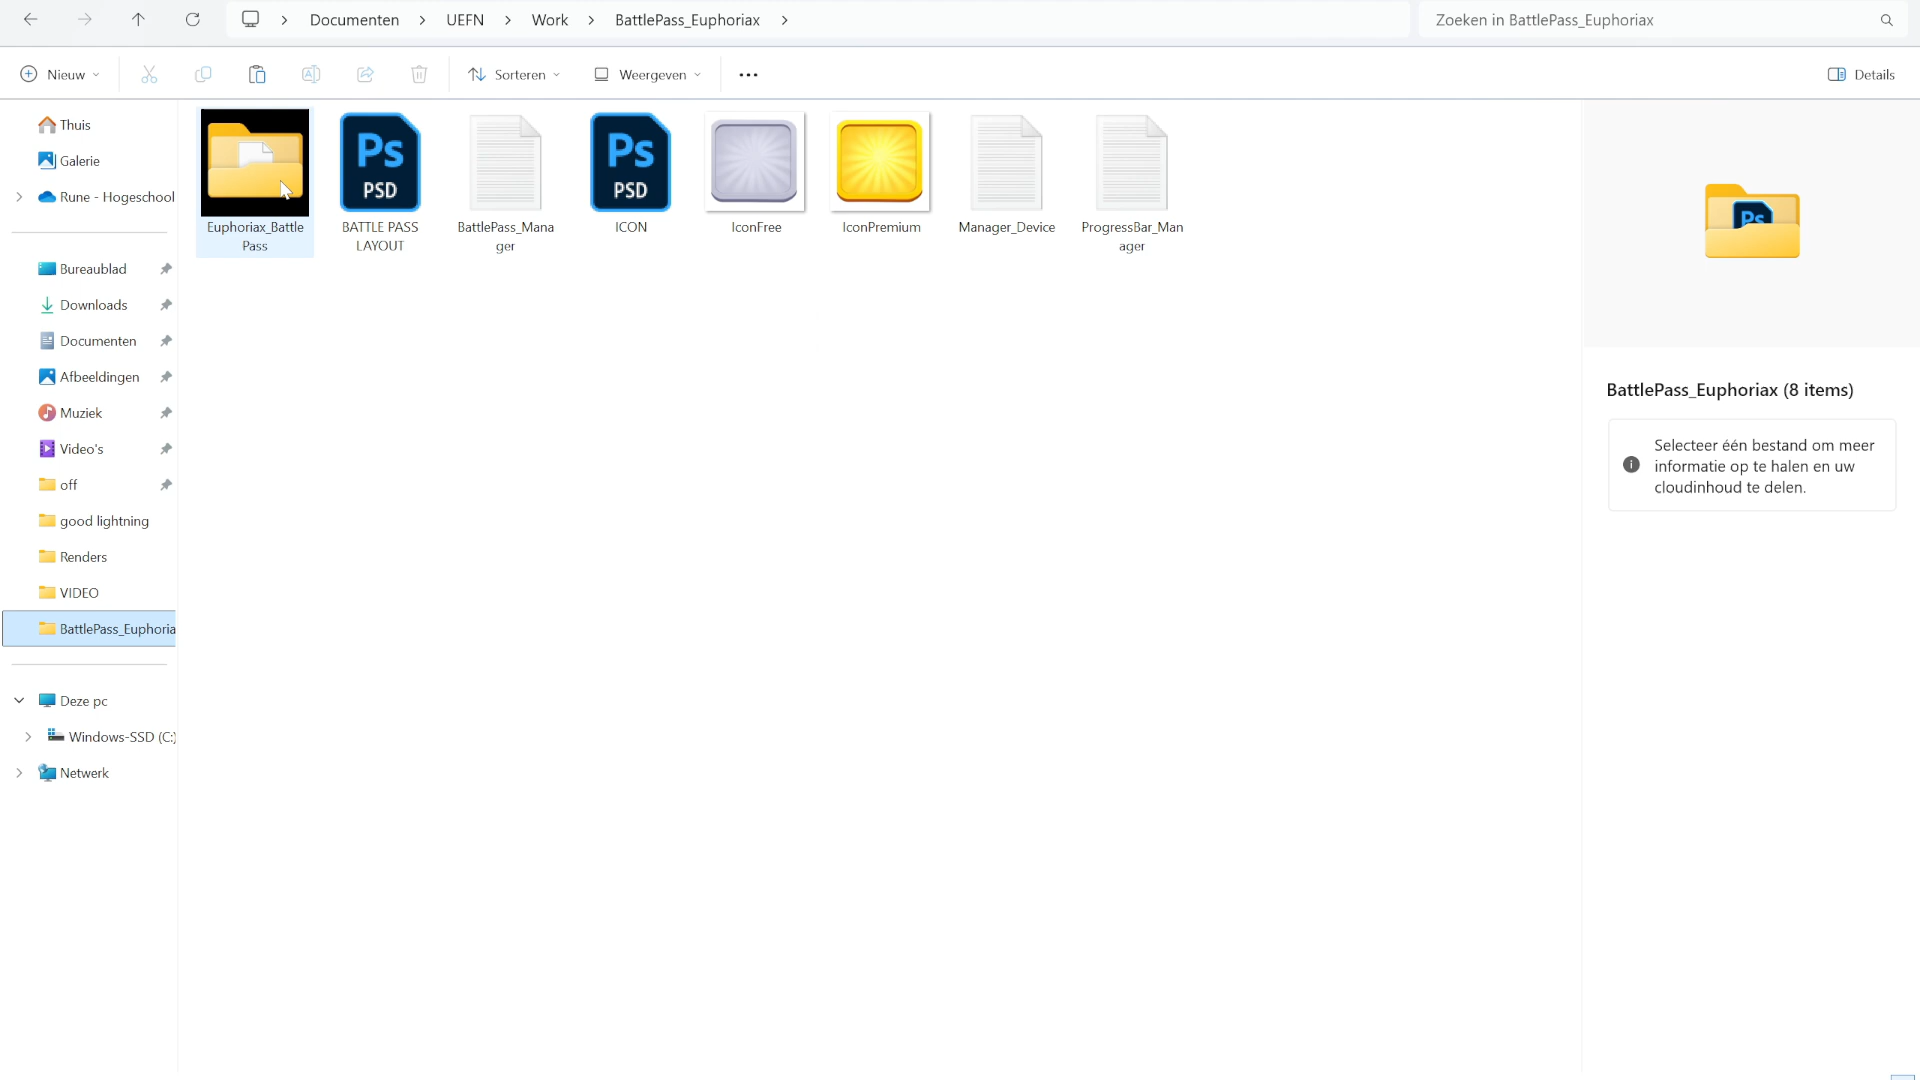 Documenten > UEFN > Work > BattlePass_Euphoriax >
Zoeken in BattlePass_Euphoriax
Nieuw
Sorteren
Weergeven
Details
Thuis
Galerie
Rune - Hogeschool
Bureaublad
Downloads
Documenten
Afbeeldingen
Muziek
Video's
off
good lightning
Renders
VIDEO
BattlePass_Euphoria
Deze pc
Windows-SSD (C:)
Netwerk
Euphoriax_Battle
Pass
Ps
PSD
BATTLE PASS
LAYOUT
BattlePass_Mana
ger
Ps
PSD
ICON
IconFree
IconPremium
Manager_Device
ProgressBar_Man
ager
Ps
BattlePass_Euphoriax (8 items)
Selecteer één bestand om meer
informatie op te halen en uw
cloudinhoud te delen.